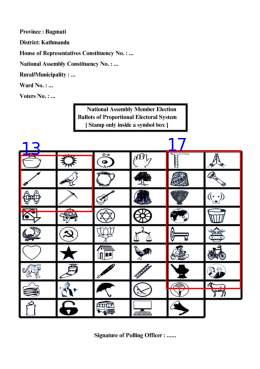 Province : Bagmati
District: Kathmandu
House of Representatives Constituency No. : ...
National Assembly Constituency No. : ...
Rural/Municipality : ...
Ward No. : ...
Voters No. : ...
National Assembly Member Election
Ballots of Proportional Electoral System
[ Stamp only inside a symbol box ]
13
17
Signature of Polling Officer : ......